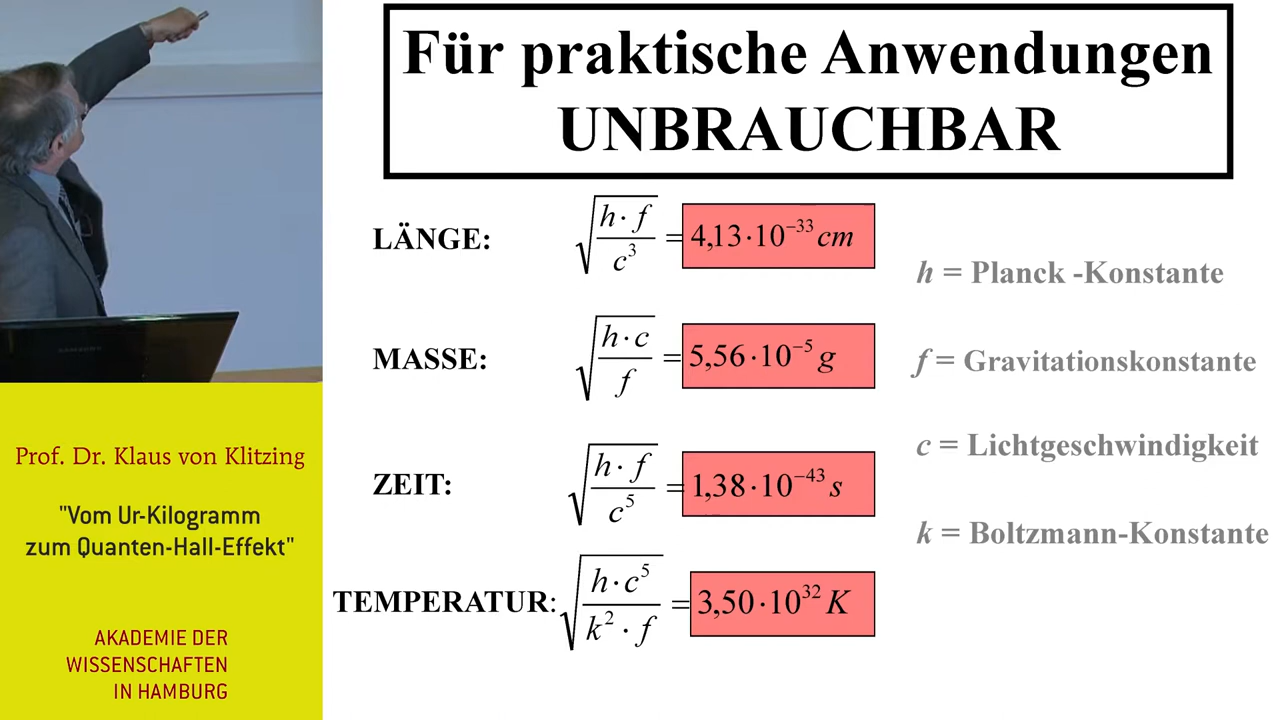 Für praktische Anwendungen
UNBRAUCHBAR
LÄNGE: √(h·f / c³) = 4,13·10⁻³³ cm
h = Planck -Konstante
MASSE: √(h·c / f) = 5,56·10⁻⁵ g
f = Gravitationskonstante
ZEIT: √(h·f / c⁵) = 1,38·10⁻⁴³ s
c = Lichtgeschwindigkeit
TEMPERATUR: √(h·c⁵ / k²·f) = 3,50·10³² K
k = Boltzmann-Konstante
SAMSUNG
Prof. Dr. Klaus von Klitzing
"Vom Ur-Kilogramm
zum Quanten-Hall-Effekt"
AKADEMIE DER
WISSENSCHAFTEN
IN HAMBURG